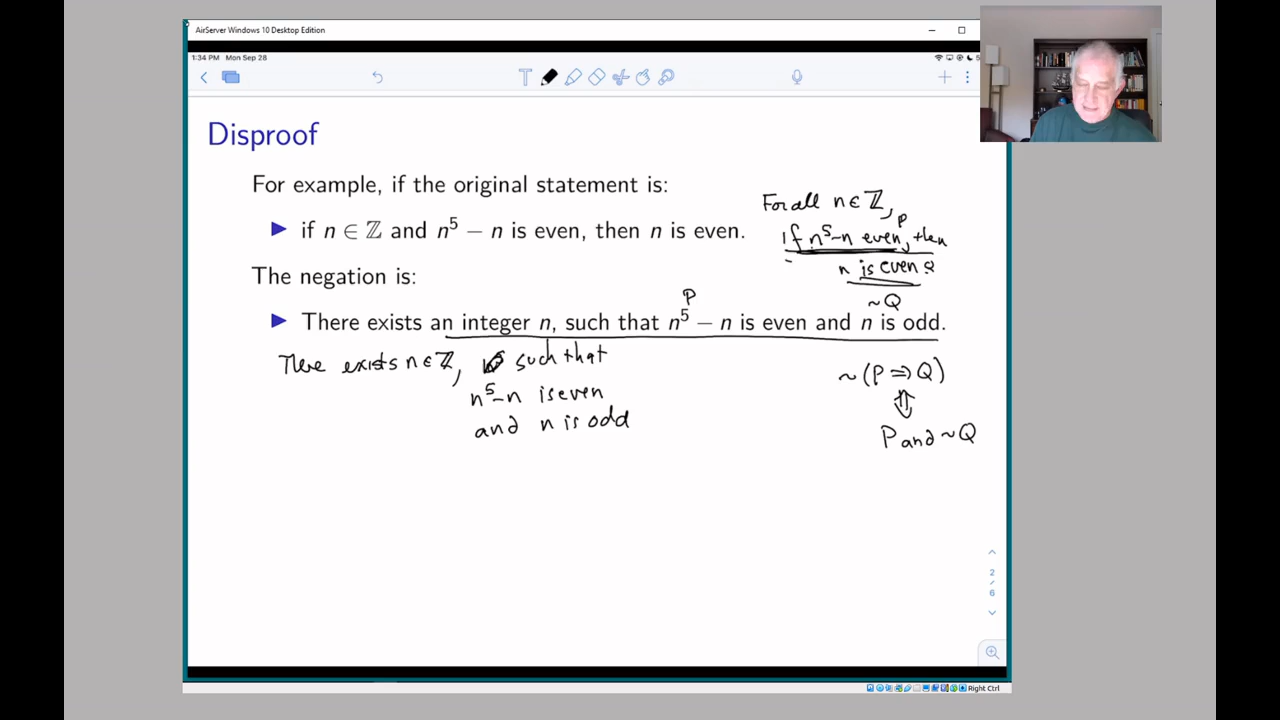 AirServer Windows 10 Desktop Edition
1:34 PM Mon Sep 28
Disproof
For example, if the original statement is:
▶ if n ∈ ℤ and n⁵ − n is even, then n is even.
For all n ∈ ℤ,
P
if n⁵−n even, then
n is even Q
The negation is:
P
~Q
▶ There exists an integer n, such that n⁵ − n is even and n is odd.
There exists n ∈ ℤ, such that
n⁵−n is even
and n is odd
~(P ⇒ Q)
⇕
P and ~Q
2
/
6
Right Ctrl